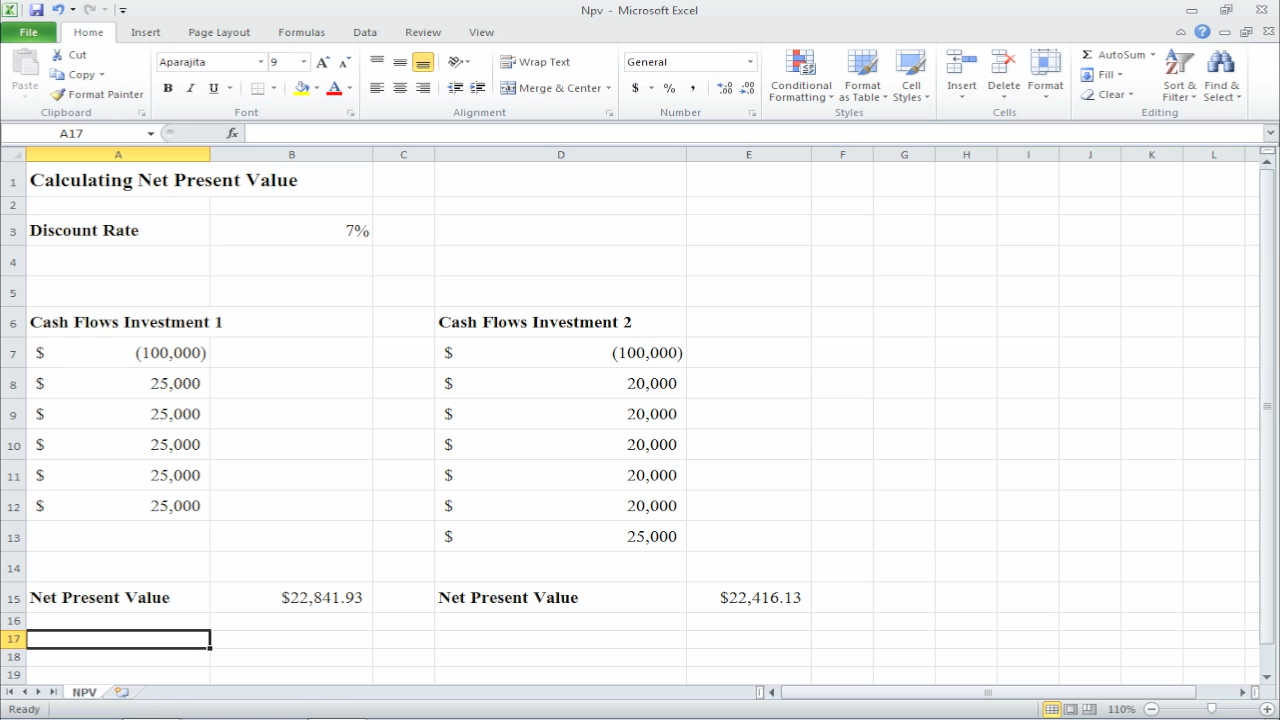 Npv - Microsoft Excel
File Home Insert Page Layout Formulas Data Review View
Paste
Cut
Copy
Format Painter
Clipboard
Aparajita 9
B I U A
Font
Wrap Text
Merge & Center
Alignment
General
$ % ,
Number
Conditional Formatting
Format as Table
Cell Styles
Styles
Insert Delete Format
Cells
Σ AutoSum
Fill
Clear
Sort & Filter
Find & Select
Editing
A17 fx
A B C D E F G H I J K L
1 Calculating Net Present Value
2
3 Discount Rate 7%
4
5
6 Cash Flows Investment 1 Cash Flows Investment 2
7 $ (100,000) $ (100,000)
8 $ 25,000 $ 20,000
9 $ 25,000 $ 20,000
10 $ 25,000 $ 20,000
11 $ 25,000 $ 20,000
12 $ 25,000 $ 20,000
13 $ 25,000
14
15 Net Present Value $22,841.93 Net Present Value $22,416.13
16
17
18
19
NPV
Ready 110%